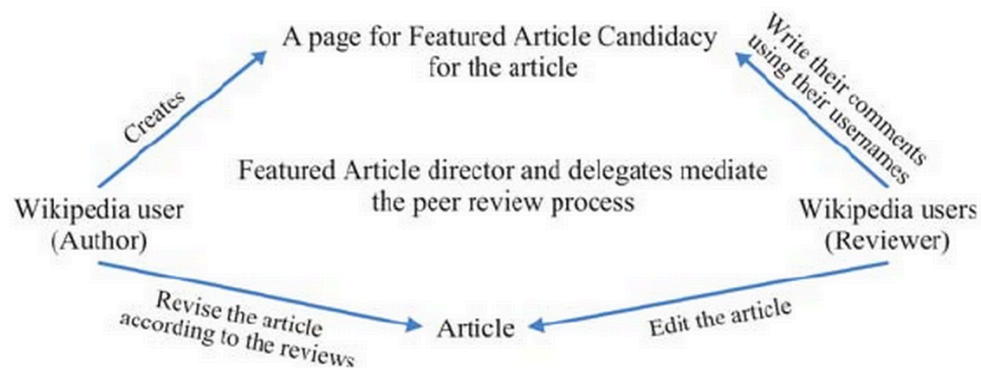 A page for Featured Article Candidacy
for the article
Write their comments
using their usernames
Creates
Featured Article director and delegates mediate
the peer review process
Wikipedia user
(Author)
Wikipedia users
(Reviewer)
Revise the article
according to the reviews
Article
Edit the article